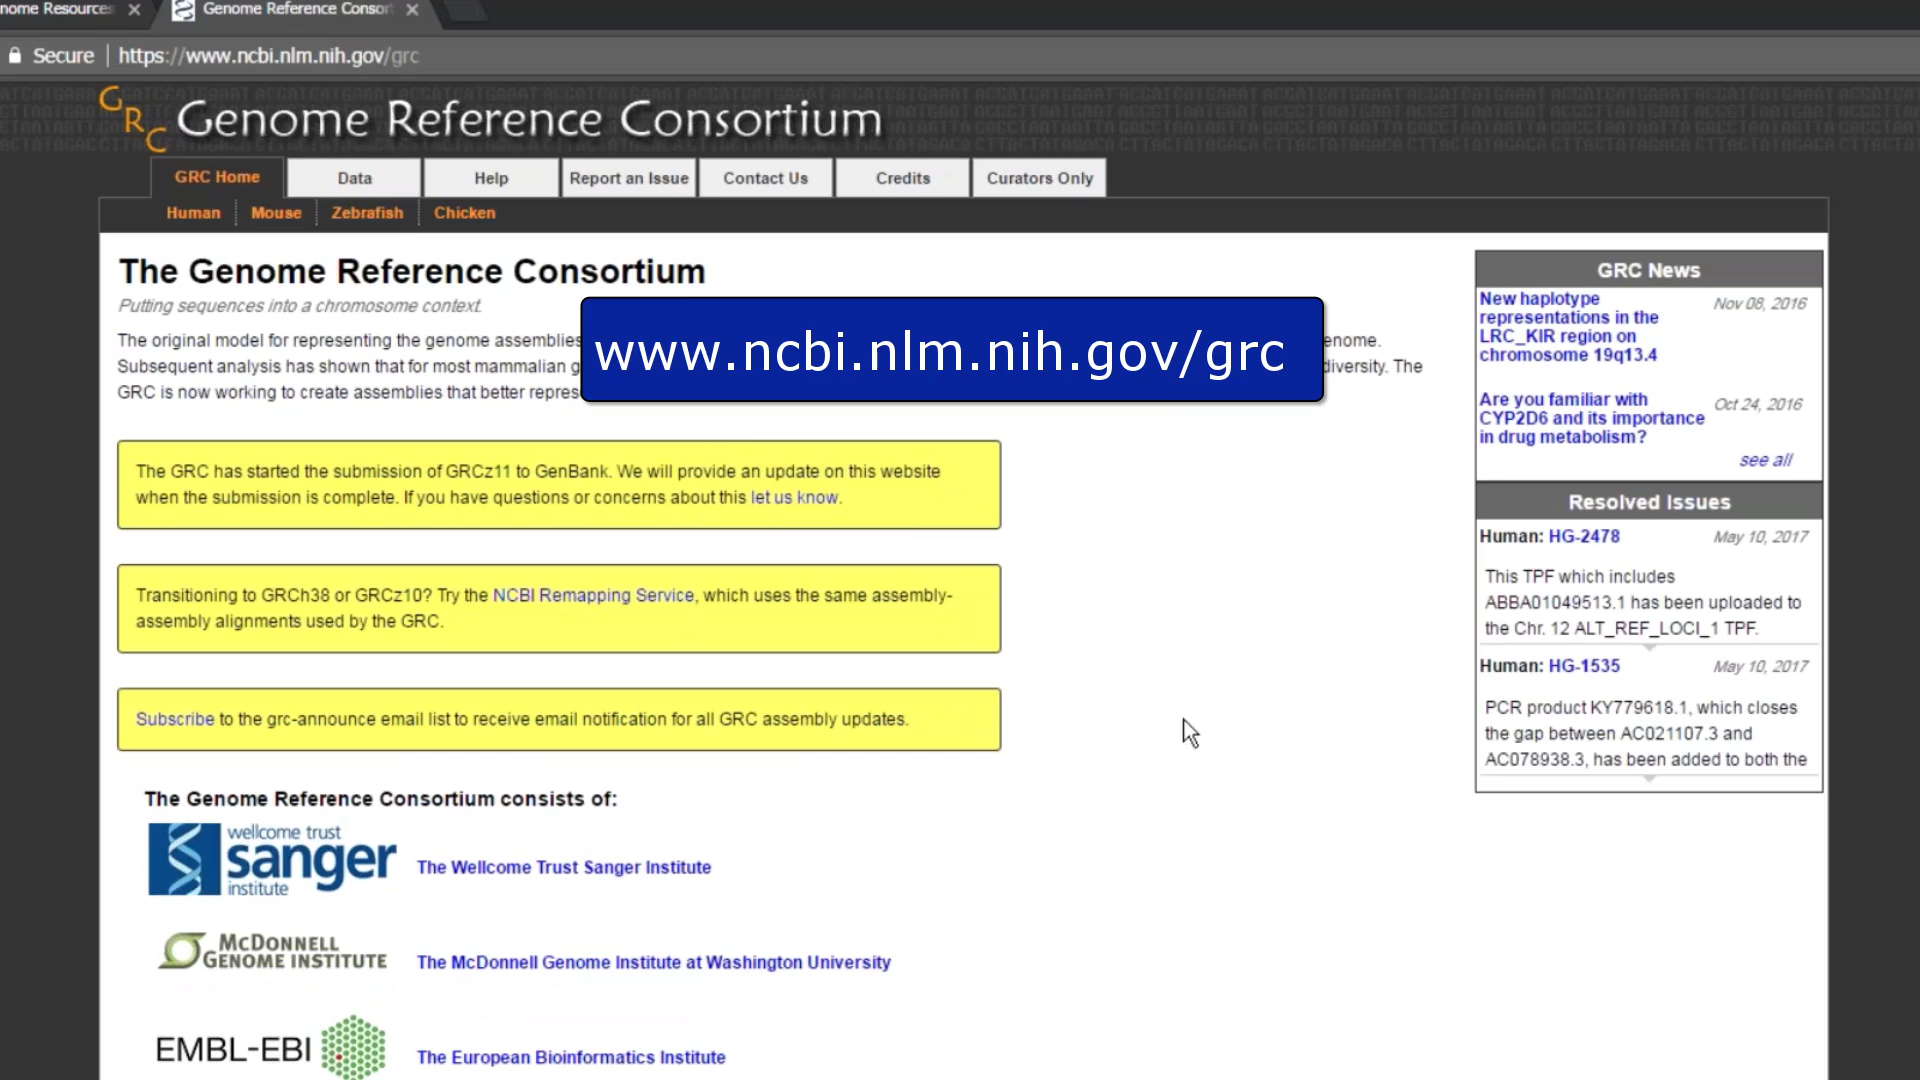 nome Resources
Genome Reference Consort
Secure
https://www.ncbi.nlm.nih.gov/grc
GRC
Genome Reference Consortium
GRC Home
Data
Help
Report an Issue
Contact Us
Credits
Curators Only
Human
Mouse
Zebrafish
Chicken
The Genome Reference Consortium
Putting sequences into a chromosome context.
The original model for representing the genome assemblies
enome.
Subsequent analysis has shown that for most mammalian g
diversity. The
GRC is now working to create assemblies that better repres
www.ncbi.nlm.nih.gov/grc
The GRC has started the submission of GRCz11 to GenBank. We will provide an update on this website
when the submission is complete. If you have questions or concerns about this let us know.
Transitioning to GRCh38 or GRCz10? Try the NCBI Remapping Service, which uses the same assembly-
assembly alignments used by the GRC.
Subscribe to the grc-announce email list to receive email notification for all GRC assembly updates.
The Genome Reference Consortium consists of:
wellcome trust
sanger
institute
The Wellcome Trust Sanger Institute
McDONNELL
GENOME INSTITUTE
The McDonnell Genome Institute at Washington University
EMBL-EBI
The European Bioinformatics Institute
GRC News
New haplotype
representations in the
LRC_KIR region on
chromosome 19q13.4
Nov 08, 2016
Are you familiar with
CYP2D6 and its importance
in drug metabolism?
Oct 24, 2016
see all
Resolved Issues
Human: HG-2478
May 10, 2017
This TPF which includes
ABBA01049513.1 has been uploaded to
the Chr. 12 ALT_REF_LOCI_1 TPF.
Human: HG-1535
May 10, 2017
PCR product KY779618.1, which closes
the gap between AC021107.3 and
AC078938.3, has been added to both the